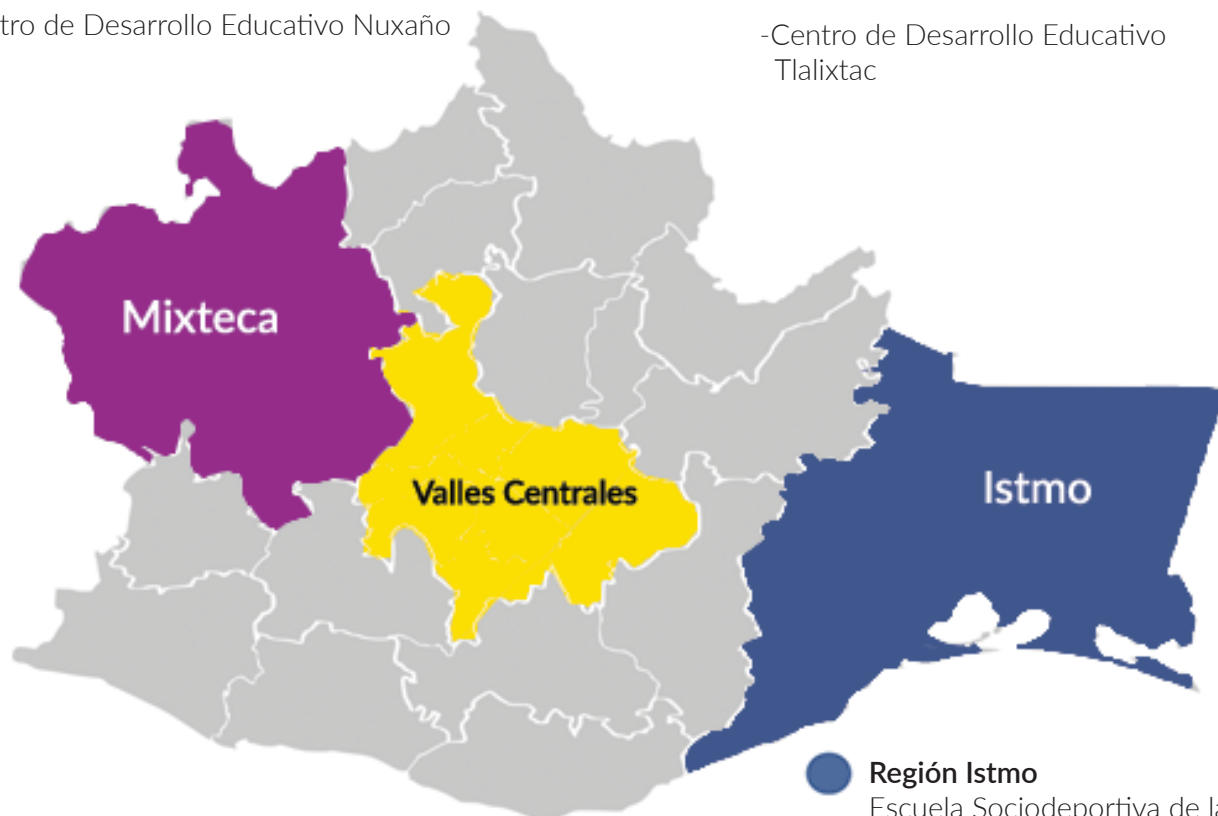 tro de Desarrollo Educativo Nuxaño
-Centro de Desarrollo Educativo
Tlalixtac
Mixteca
Valles Centrales
Istmo
Región Istmo
Escuela Sociodeportiva de la